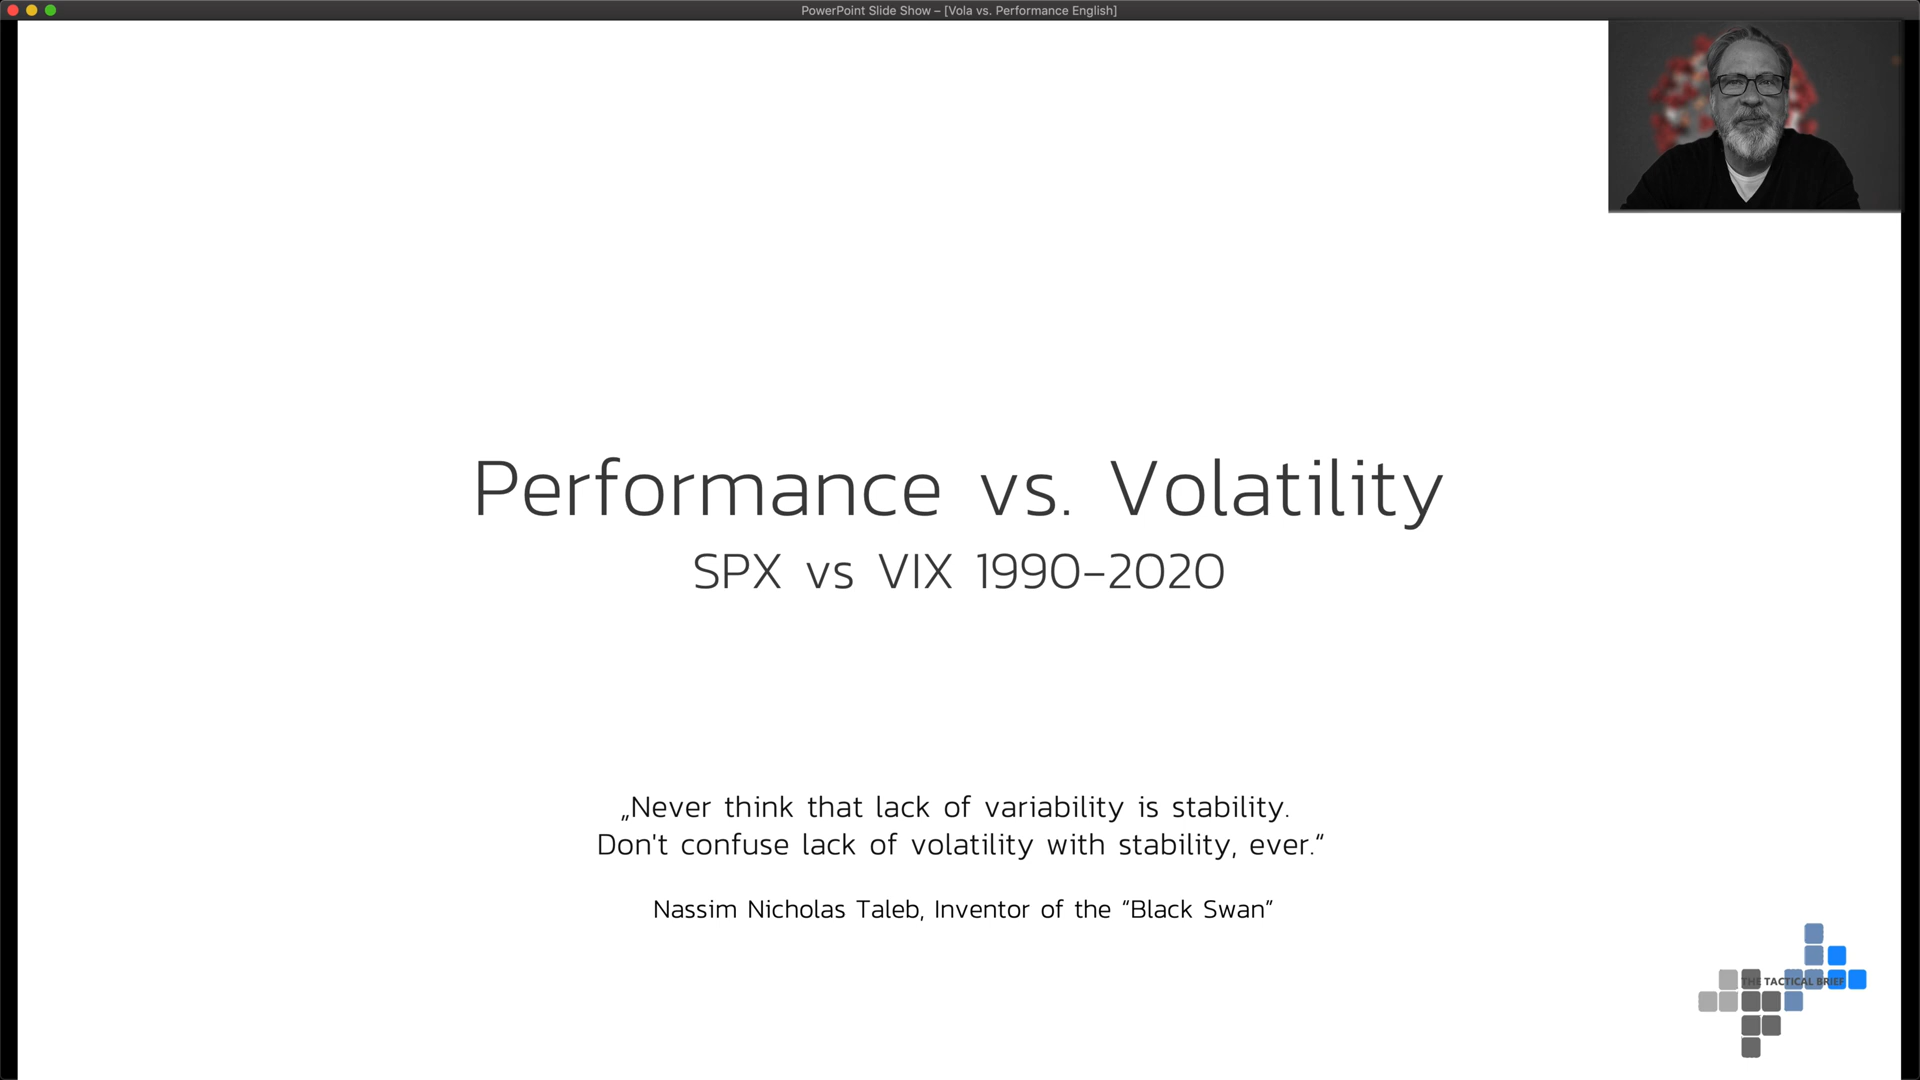 PowerPoint Slide Show – [Vola vs. Performance English]
Performance vs. Volatility
SPX vs VIX 1990–2020
„Never think that lack of variability is stability.
Don't confuse lack of volatility with stability, ever.“
Nassim Nicholas Taleb, Inventor of the “Black Swan”
THE TACTICAL BRIEF